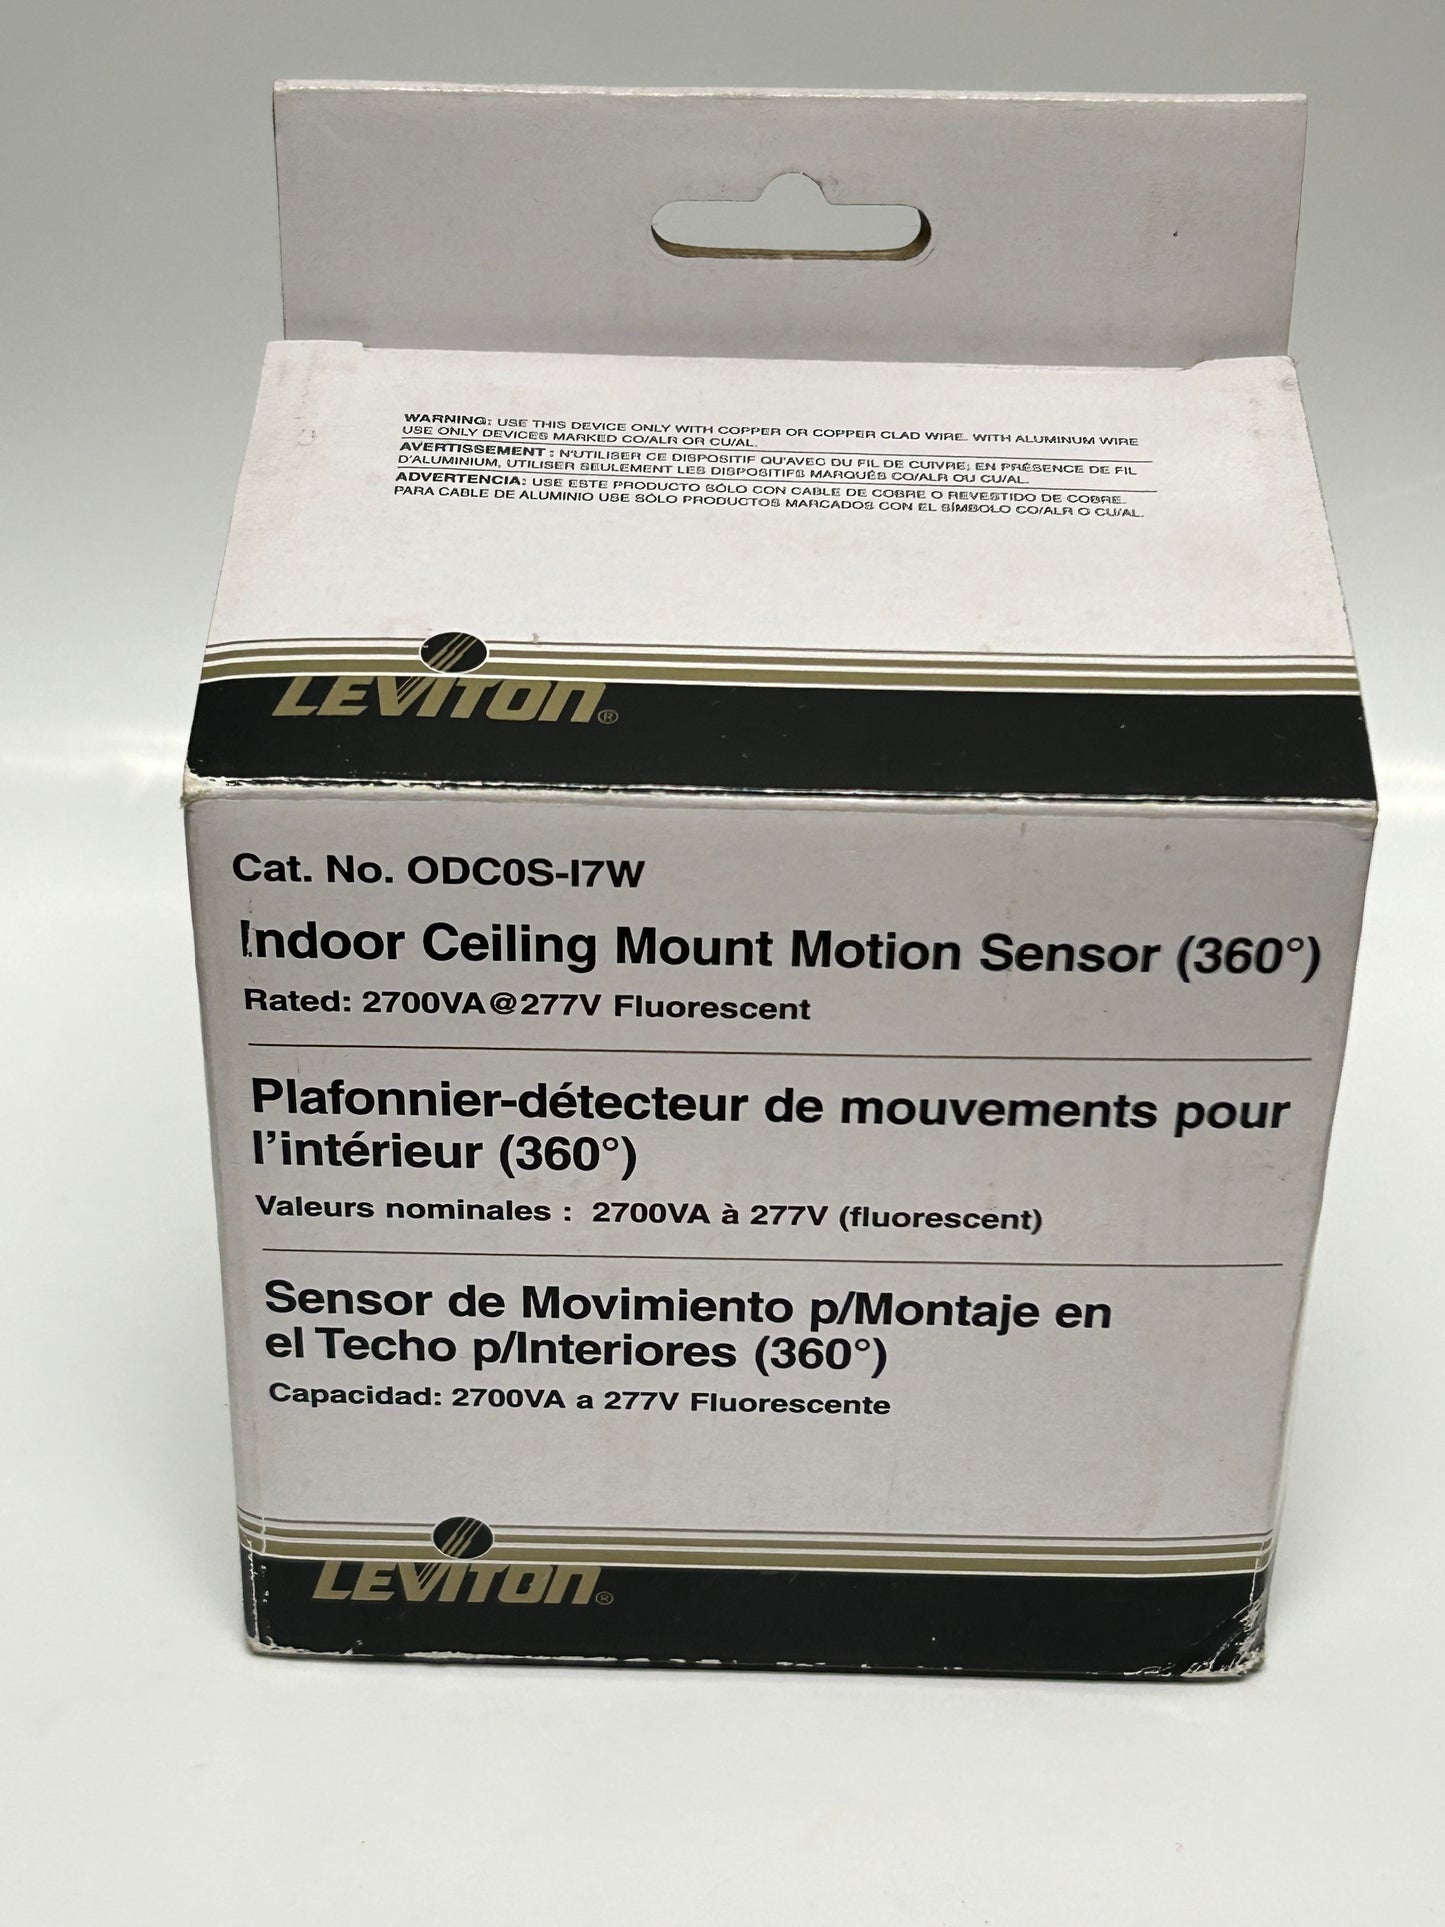 WARNING: USE THIS DEVICE ONLY WITH COPPER OR COPPER CLAD WIRE. WITH ALUMINUM WIRE
USE ONLY DEVICES MARKED CO/ALR OR CU/AL.
AVERTISSEMENT : N'UTILISER CE DISPOSITIF QU'AVEC DU FIL DE CUIVRE; EN PRÉSENCE DE FIL
D'ALUMINIUM, UTILISER SEULEMENT LES DISPOSITIFS MARQUÉS CO/ALR OU CU/AL.
ADVERTENCIA: USE ESTE PRODUCTO SÓLO CON CABLE DE COBRE O REVESTIDO DE COBRE.
PARA CABLE DE ALUMINIO USE SÓLO PRODUCTOS MARCADOS CON EL SÍMBOLO CO/ALR O CU/AL.
LEVITON®
Cat. No. ODC0S-I7W
Indoor Ceiling Mount Motion Sensor (360°)
Rated: 2700VA@277V Fluorescent
Plafonnier-détecteur de mouvements pour
l'intérieur (360°)
Valeurs nominales : 2700VA à 277V (fluorescent)
Sensor de Movimiento p/Montaje en
el Techo p/Interiores (360°)
Capacidad: 2700VA a 277V Fluorescente
LEVITON®